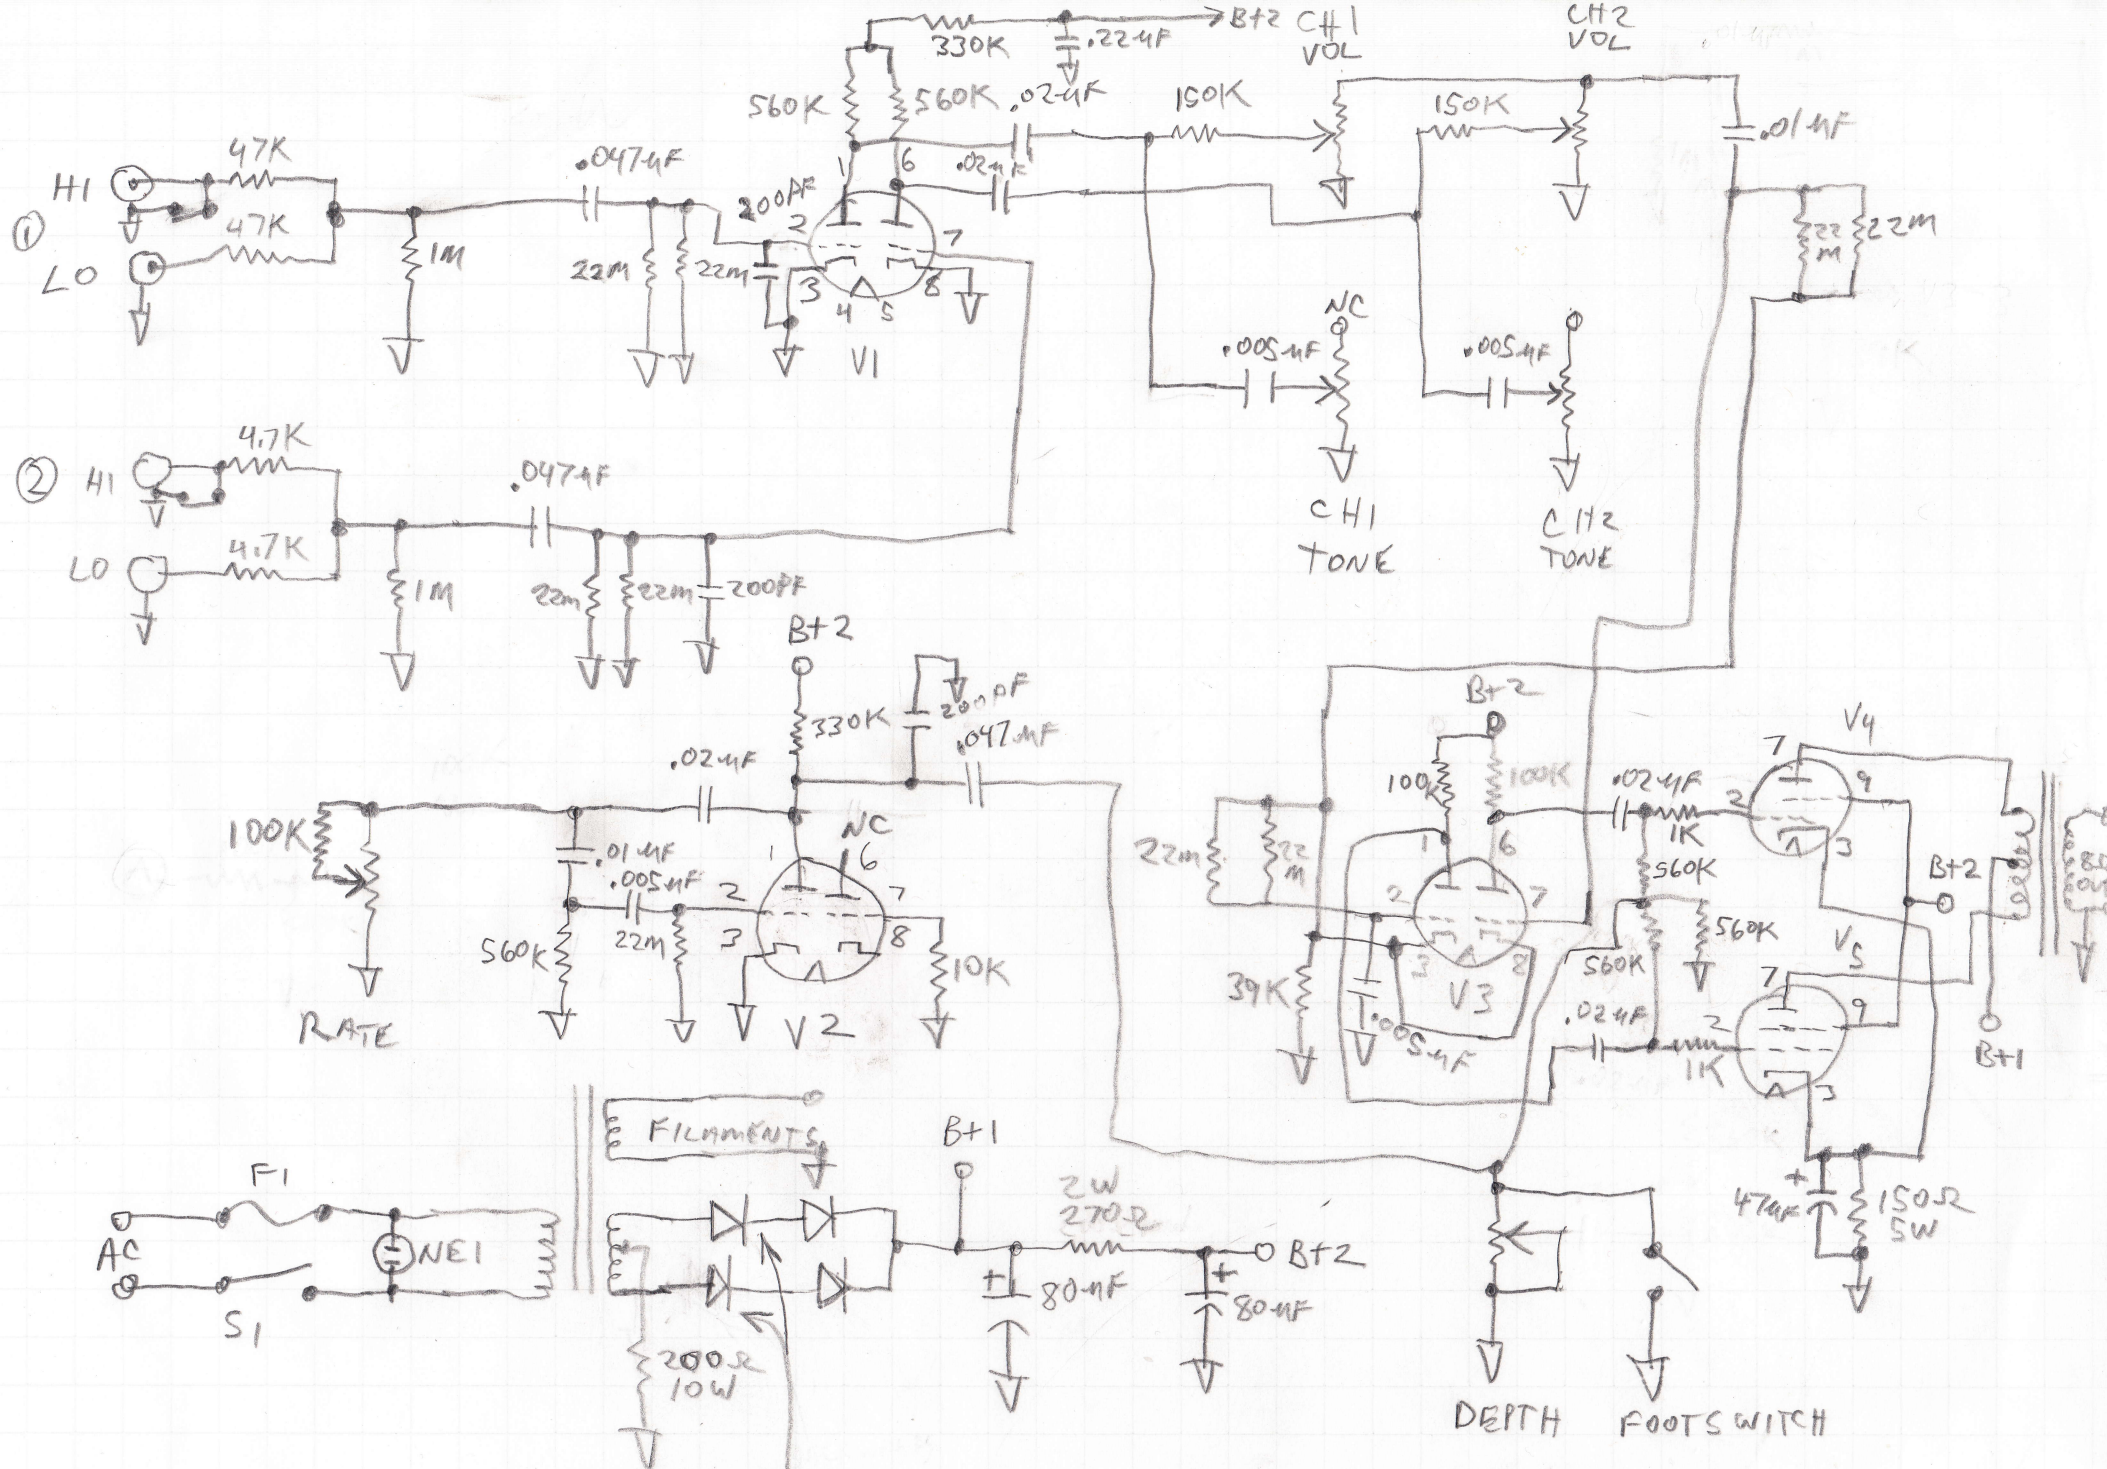 330K
.22uF
B+2
CH1
VOL
CH2
VOL
560K
560K
.02uF
150K
150K
.01uF
47K
.047uF
1
6
.02uF
HI
①
47K
LO
1M
22M
22M
200PF
2
7
3
4
5
8
V1
22
M
22M
NC
.005uF
.005uF
CH1
TONE
CH2
TONE
②
HI
4.7K
.047uF
LO
4.7K
1M
22M
22M
200PF
B+2
330K
200pF
.047uF
.02uF
100K
RATE
.01uF
.005uF
560K
22M
NC
1
6
2
7
3
8
10K
V2
B+2
100K
100K
.02uF
1K
22M
22
M
1
6
2
7
3
8
V3
39K
.005uF
560K
560K
560K
.02uF
1K
V4
7
9
2
3
B+2
V5
7
9
2
3
B+1
47uF
+
150Ω
5W
FILAMENTS
F1
AC
NE1
S1
200Ω
10W
B+1
2W
270Ω
B+2
+
80uF
+
80uF
DEPTH
FOOTSWITCH